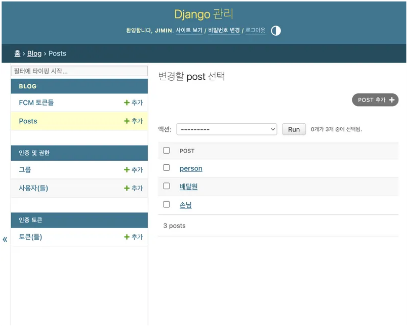 Django 관리
환영합니다, JIMIN. 사이트 보기 / 비밀번호 변경 / 로그아웃
홈 › Blog › Posts
필터에 타이핑 시작...
BLOG
FCM 토큰들 + 추가
Posts + 추가
인증 및 권한
그룹 + 추가
사용자(들) + 추가
인증 토큰
토큰(들) + 추가
«
변경할 post 선택
POST 추가 +
액션: --------- Run 0개가 3개 중에 선택됨.
POST
person
배달원
손님
3 posts